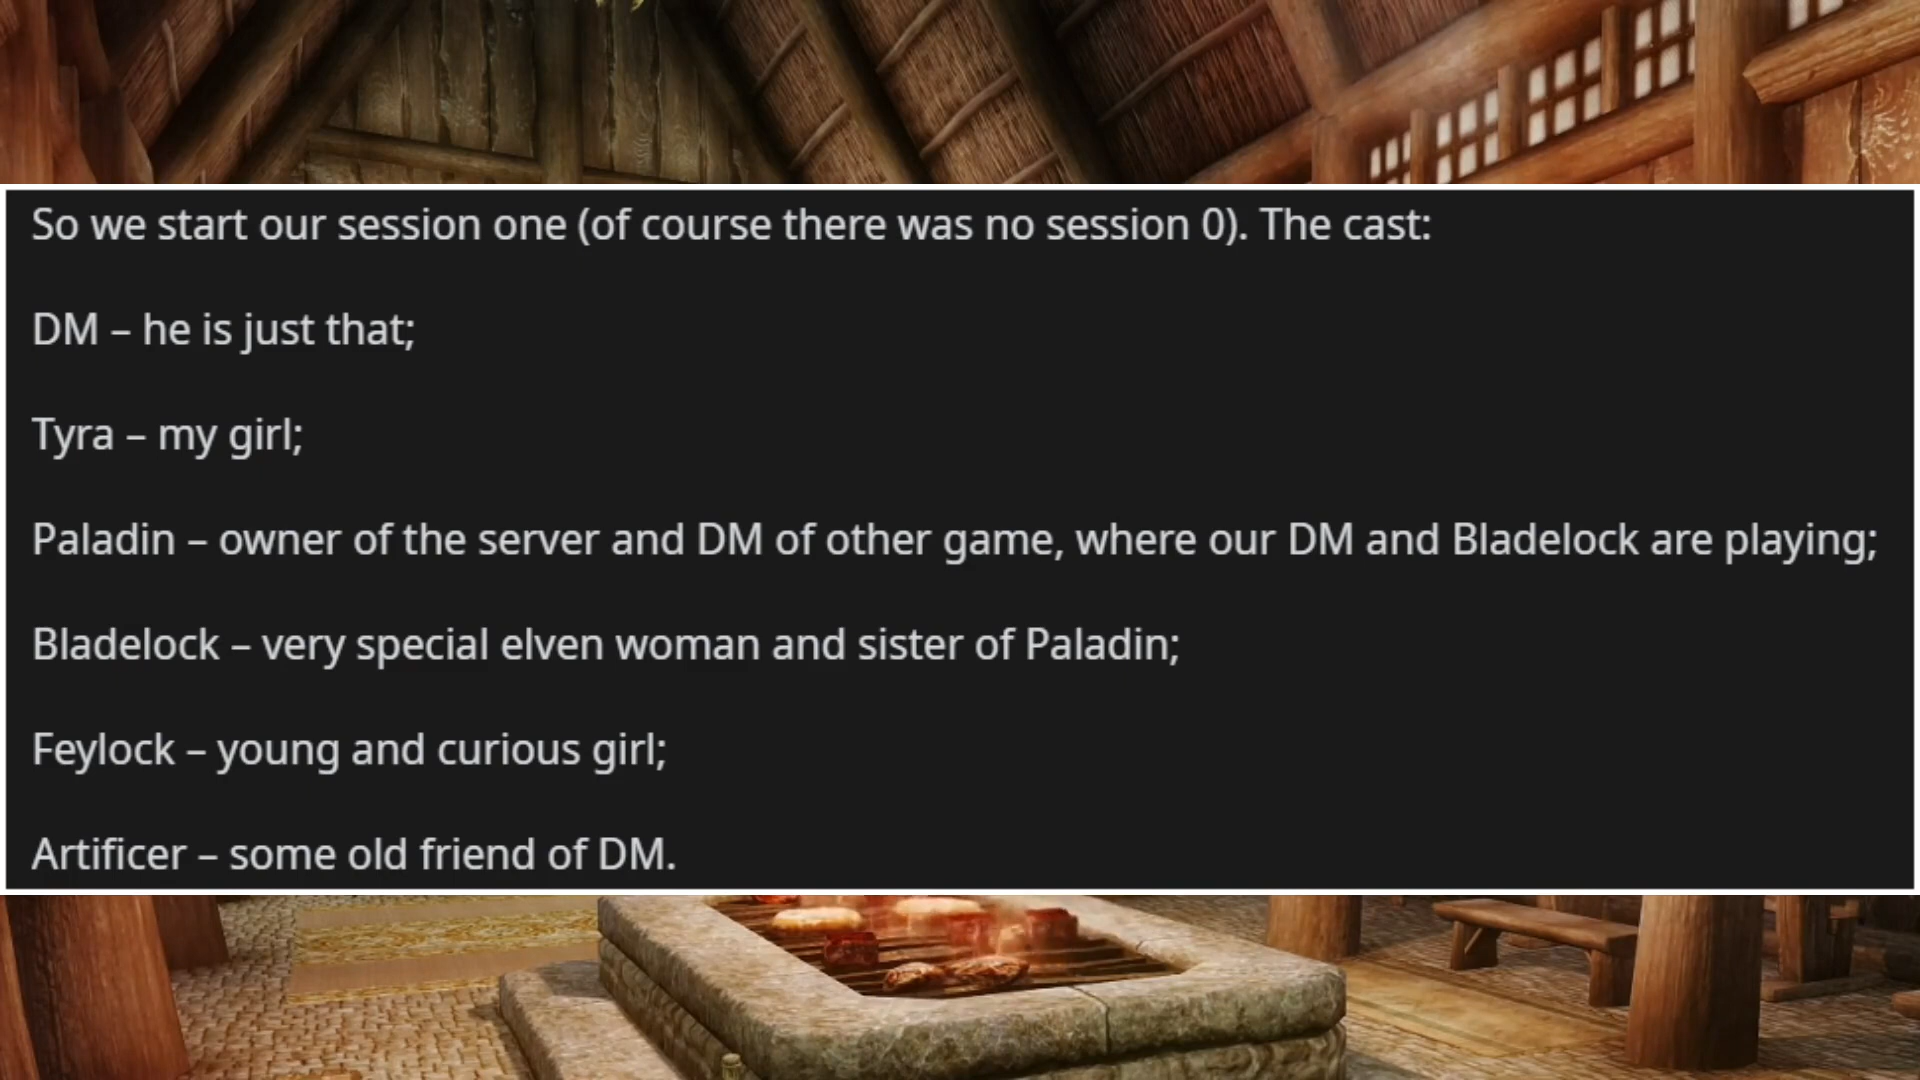 So we start our session one (of course there was no session 0). The cast:
DM – he is just that;
Tyra – my girl;
Paladin – owner of the server and DM of other game, where our DM and Bladelock are playing;
Bladelock – very special elven woman and sister of Paladin;
Feylock – young and curious girl;
Artificer – some old friend of DM.